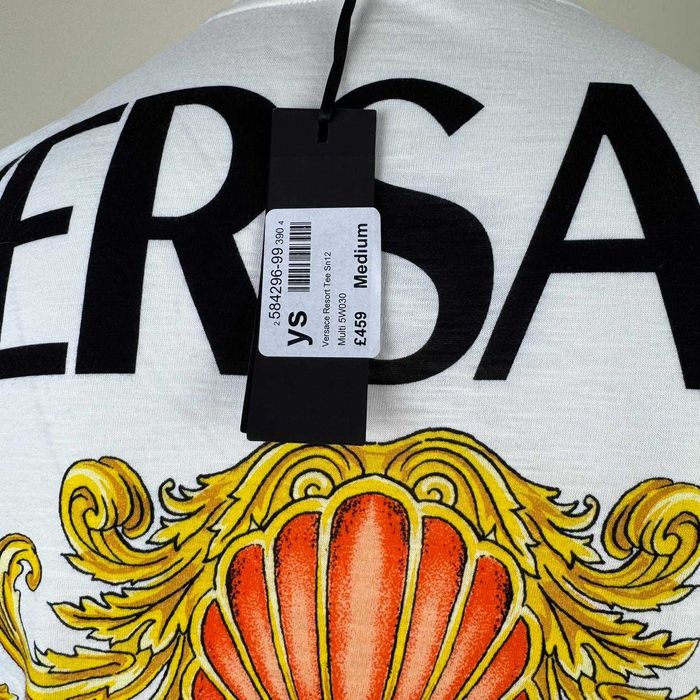 ERSA
2 584296-99 390 4
ys
Versace Resort Tee Sn12
Multi 5W030
£459 Medium